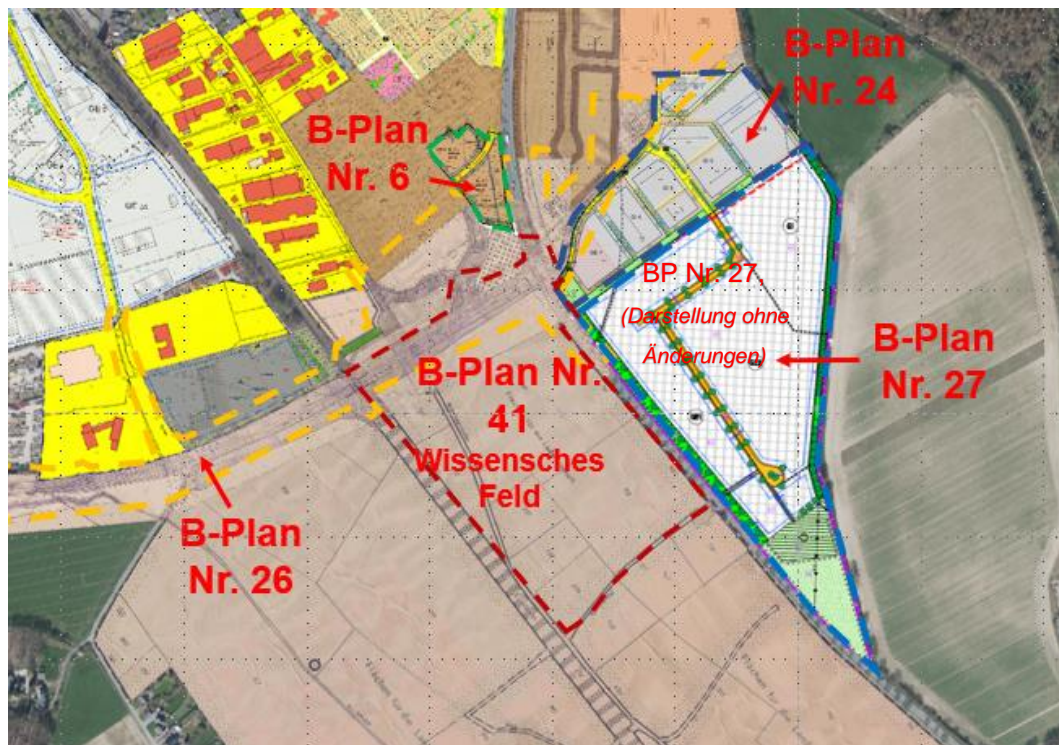 B-Plan
Nr. 24
B-Plan
Nr. 6
BP Nr. 27,
(Darstellung ohne
Änderungen)
B-Plan
Nr. 27
B-Plan Nr.
41
Wissensches
Feld
B-Plan
Nr. 26